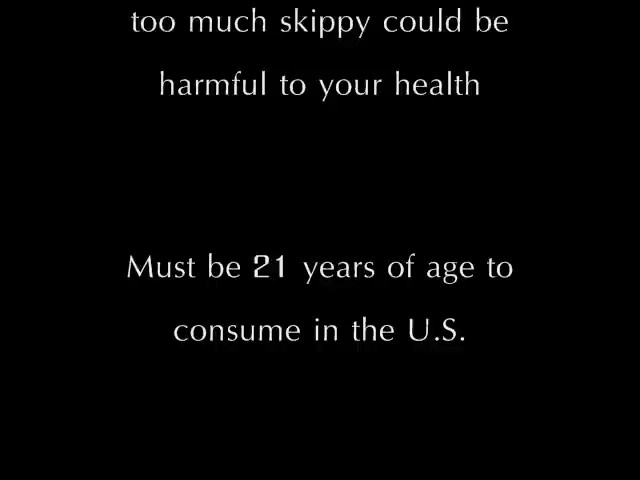 too much skippy could be
harmful to your health
Must be 21 years of age to
consume in the U.S.